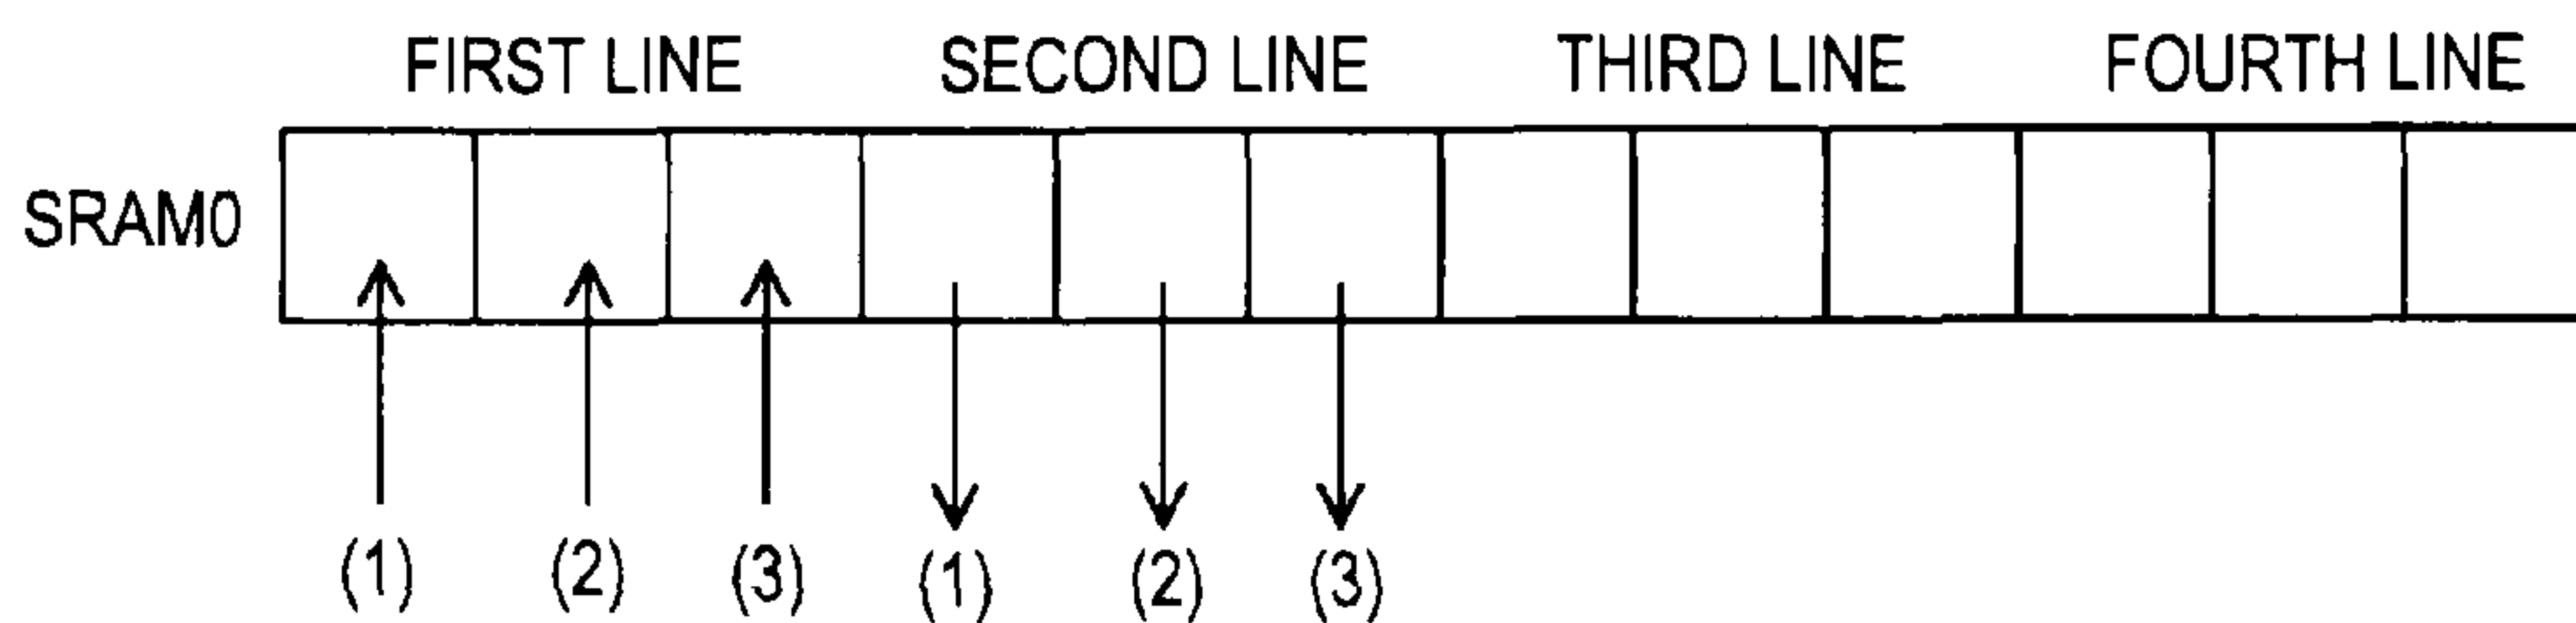 FIRST LINE SECOND LINE THIRD LINE FOURTH LINE
SRAM0
(1) (2) (3) (1) (2) (3)